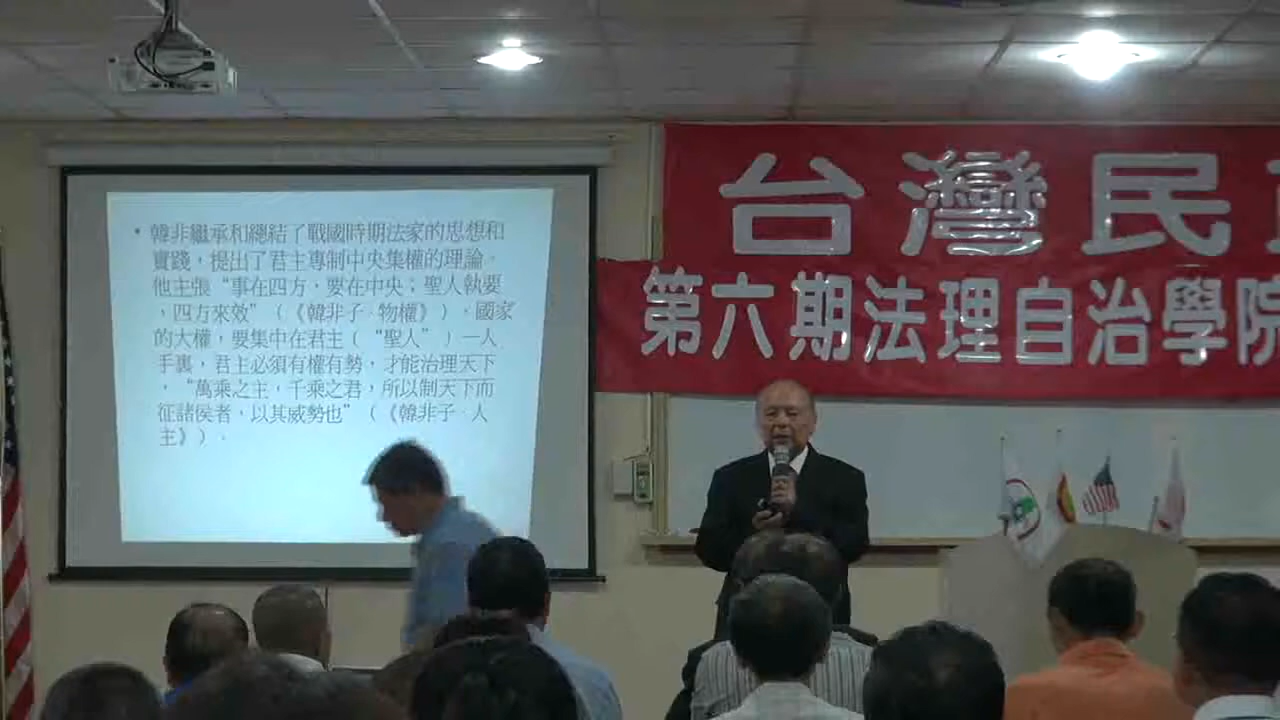 • 韓非繼承和總結了戰國時期法家的思想和
實踐，提出了君主專制中央集權的理論。
他主張“事在四方，要在中央；聖人執要
，四方來效”（《韓非子·物權》），國家
的大權，要集中在君主（“聖人”）一人
手裏，君主必須有權有勢，才能治理天下
，“萬乘之主，千乘之君，所以制天下而
征諸侯者，以其威勢也”（《韓非子·人
主》）．
台灣民
第六期法理自治學院